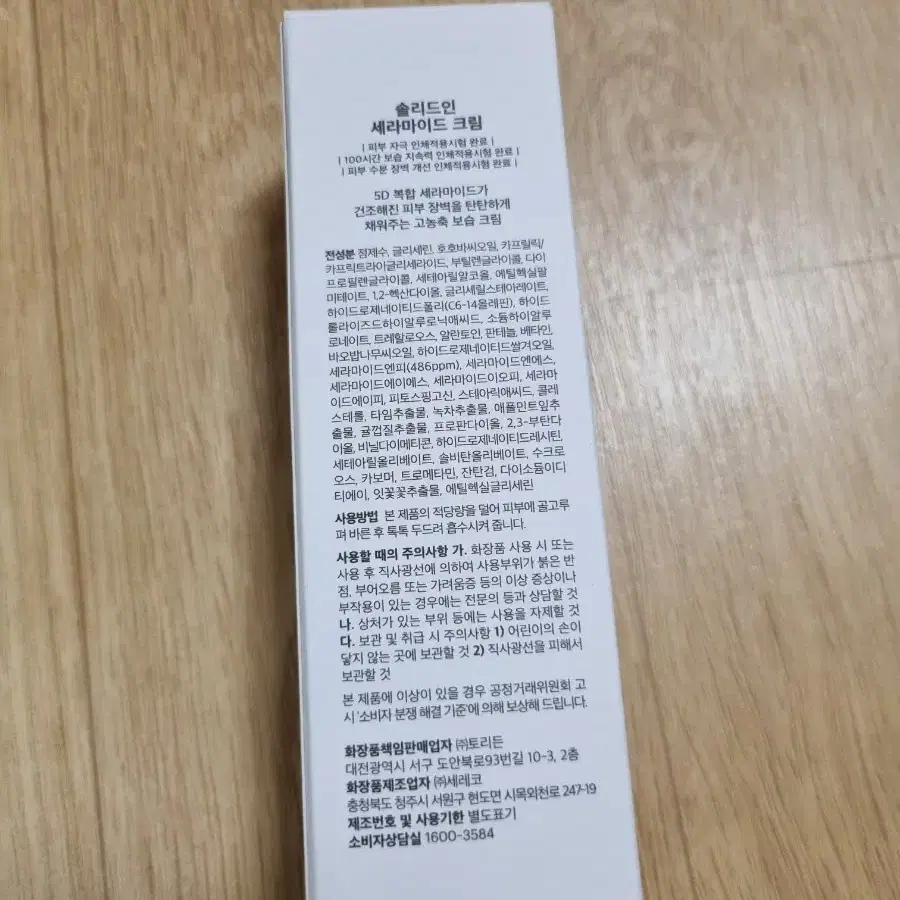 솔리드인
세라마이드 크림
| 피부 자극 인체적용시험 완료 |
| 100시간 보습 지속력 인체적용시험 완료 |
| 피부 수분 장벽 개선 인체적용시험 완료 |
5D 복합 세라마이드가
건조해진 피부 장벽을 탄탄하게
채워주는 고농축 보습 크림
전성분 정제수, 글리세린, 호호바씨오일, 카프릴릭/
카프릭트라이글리세라이드, 부틸렌글라이콜, 다이
프로필렌글라이콜, 세테아릴알코올, 에틸헥실팔
미테이트, 1,2-헥산다이올, 글리세릴스테아레이트,
하이드로제네이티드폴리(C6-14올레핀), 하이드
롤라이즈드하이알루로닉애씨드, 소듐하이알루
로네이트, 트레할로오스, 알란토인, 판테놀, 베타인,
바오밥나무씨오일, 하이드로제네이티드쌀겨오일,
세라마이드엔피(486ppm), 세라마이드엔에스,
세라마이드에이에스, 세라마이드이오피, 세라마
이드에이피, 피토스핑고신, 스테아릭애씨드, 콜레
스테롤, 타임추출물, 녹차추출물, 애플민트잎추
출물, 귤껍질추출물, 프로판다이올, 2,3-부탄다
이올, 비닐다이메티콘, 하이드로제네이티드레시틴,
세테아릴올리베이트, 솔비탄올리베이트, 수크로
오스, 카보머, 트로메타민, 잔탄검, 다이소듐이디
티에이, 잇꽃꽃추출물, 에틸헥실글리세린
사용방법 본 제품의 적당량을 덜어 피부에 골고루
펴 바른 후 톡톡 두드려 흡수시켜 줍니다.
사용할 때의 주의사항 가. 화장품 사용 시 또는
사용 후 직사광선에 의하여 사용부위가 붉은 반
점, 부어오름 또는 가려움증 등의 이상 증상이나
부작용이 있는 경우에는 전문의 등과 상담할 것
나. 상처가 있는 부위 등에는 사용을 자제할 것
다. 보관 및 취급 시 주의사항 1) 어린이의 손이
닿지 않는 곳에 보관할 것 2) 직사광선을 피해서
보관할 것
본 제품에 이상이 있을 경우 공정거래위원회 고
시 '소비자 분쟁 해결 기준'에 의해 보상해 드립니다.
화장품책임판매업자 ㈜토리든
대전광역시 서구 도안북로93번길 10-3, 2층
화장품제조업자 ㈜세레코
충청북도 청주시 서원구 현도면 시목외천로 247-19
제조번호 및 사용기한 별도표기
소비자상담실 1600-3584